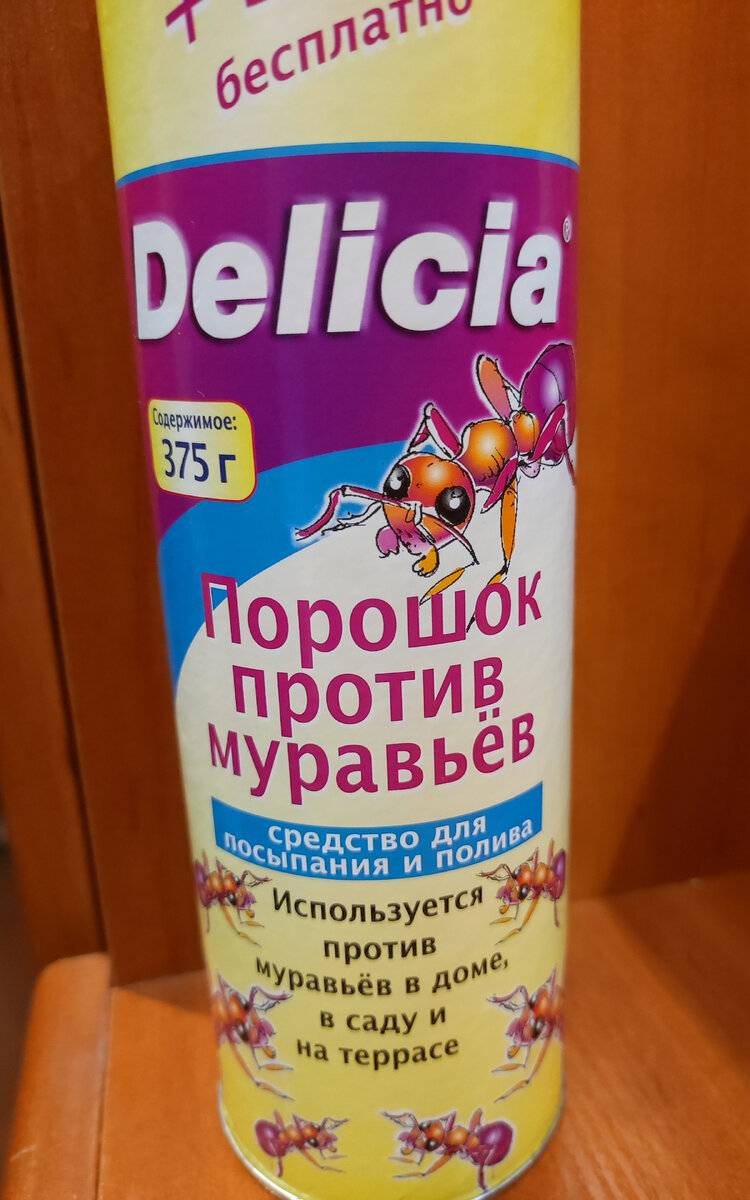 бесплатно
Delicia®
Содержимое:
375 г
Порошок
против
муравьёв
средство для
посыпания и полива
Используется
против
муравьёв в доме,
в саду и
на террасе